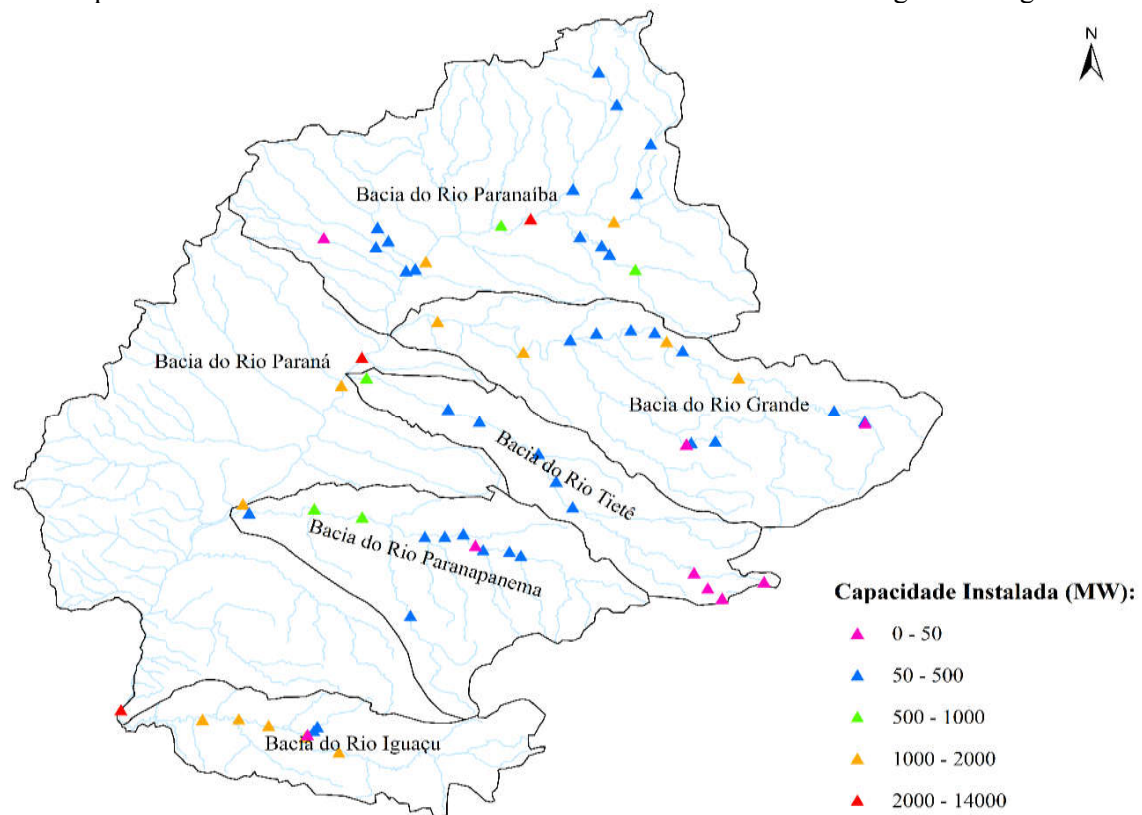 N
Bacia do Rio Paranaíba
Bacia do Rio Paraná
Bacia do Rio Grande
Bacia do Rio Tietê
Bacia do Rio Paranapanema
Bacia do Rio Iguaçu
Capacidade Instalada (MW):
0 - 50
50 - 500
500 - 1000
1000 - 2000
2000 - 14000